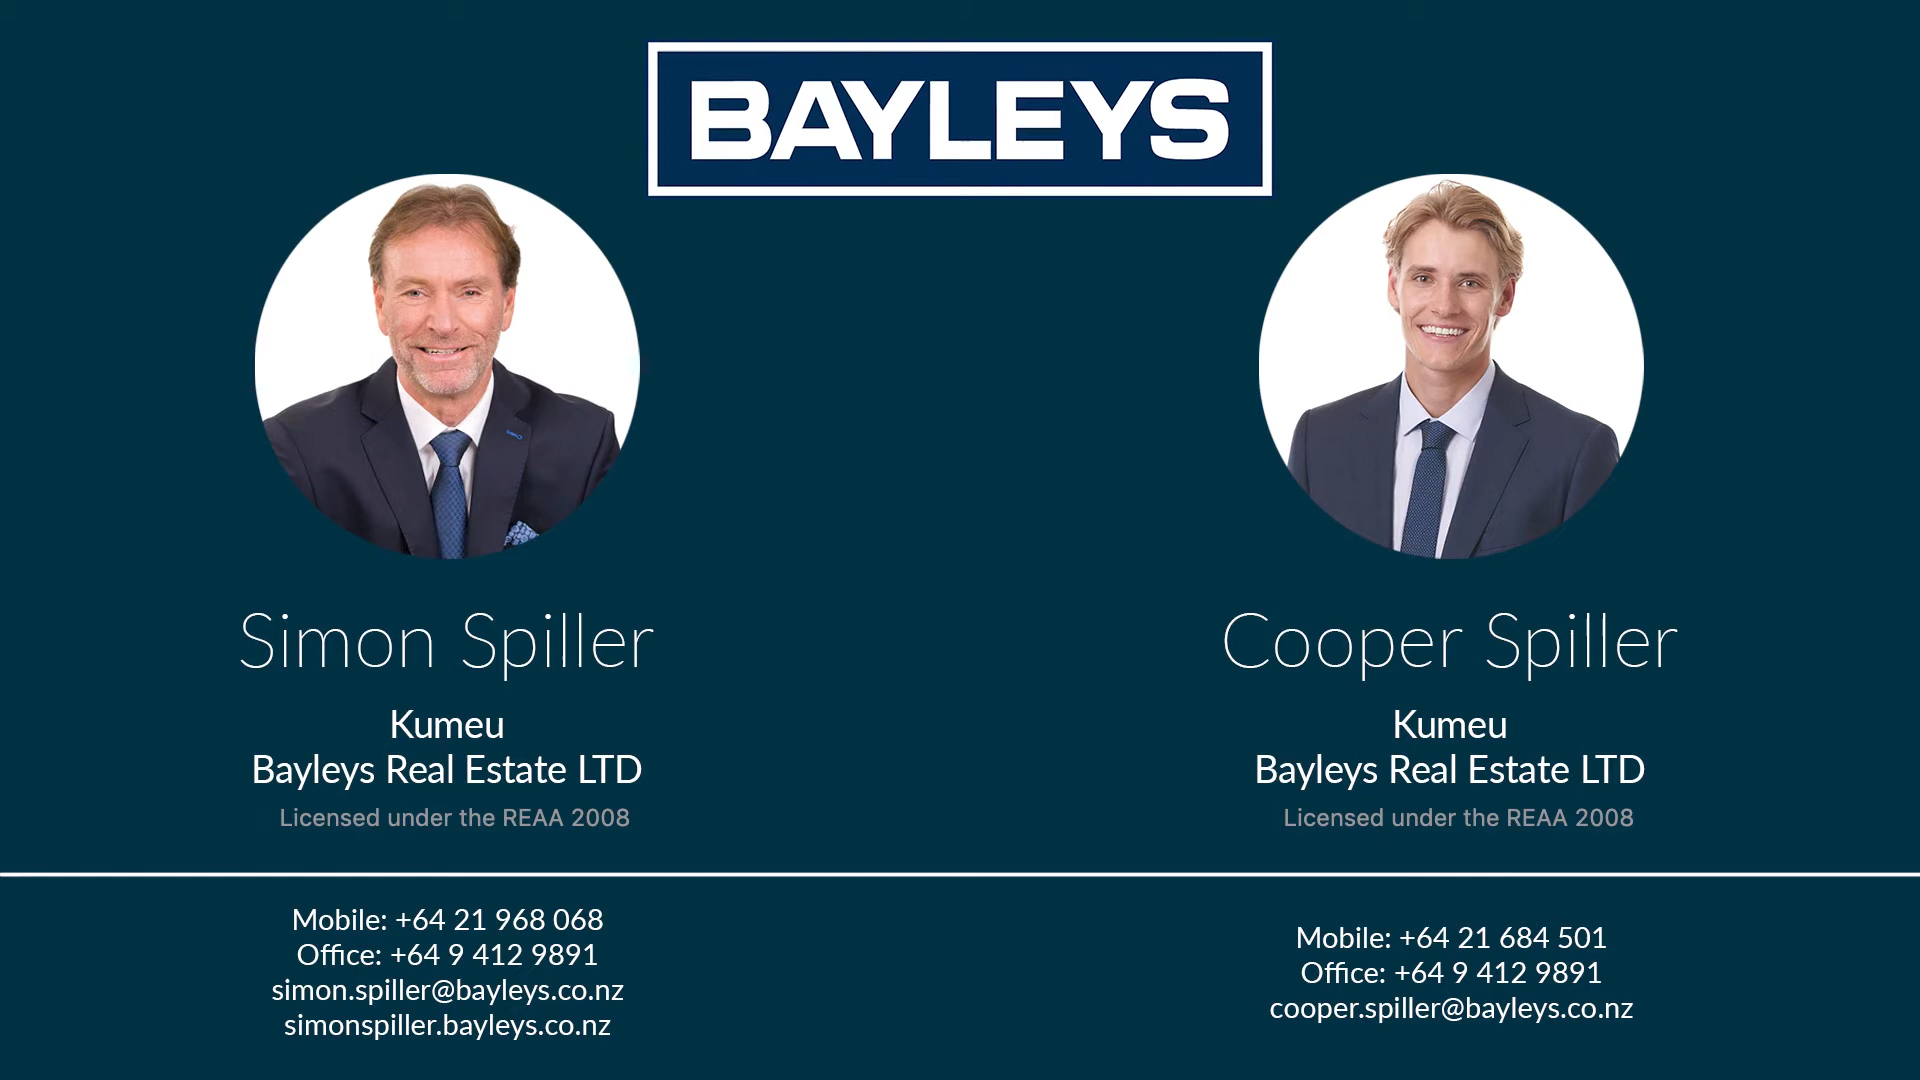 BAYLEYS
Simon Spiller
Kumeu
Bayleys Real Estate LTD
Licensed under the REAA 2008
Mobile: +64 21 968 068
Office: +64 9 412 9891
simon.spiller@bayleys.co.nz
simonspiller.bayleys.co.nz
Cooper Spiller
Kumeu
Bayleys Real Estate LTD
Licensed under the REAA 2008
Mobile: +64 21 684 501
Office: +64 9 412 9891
cooper.spiller@bayleys.co.nz